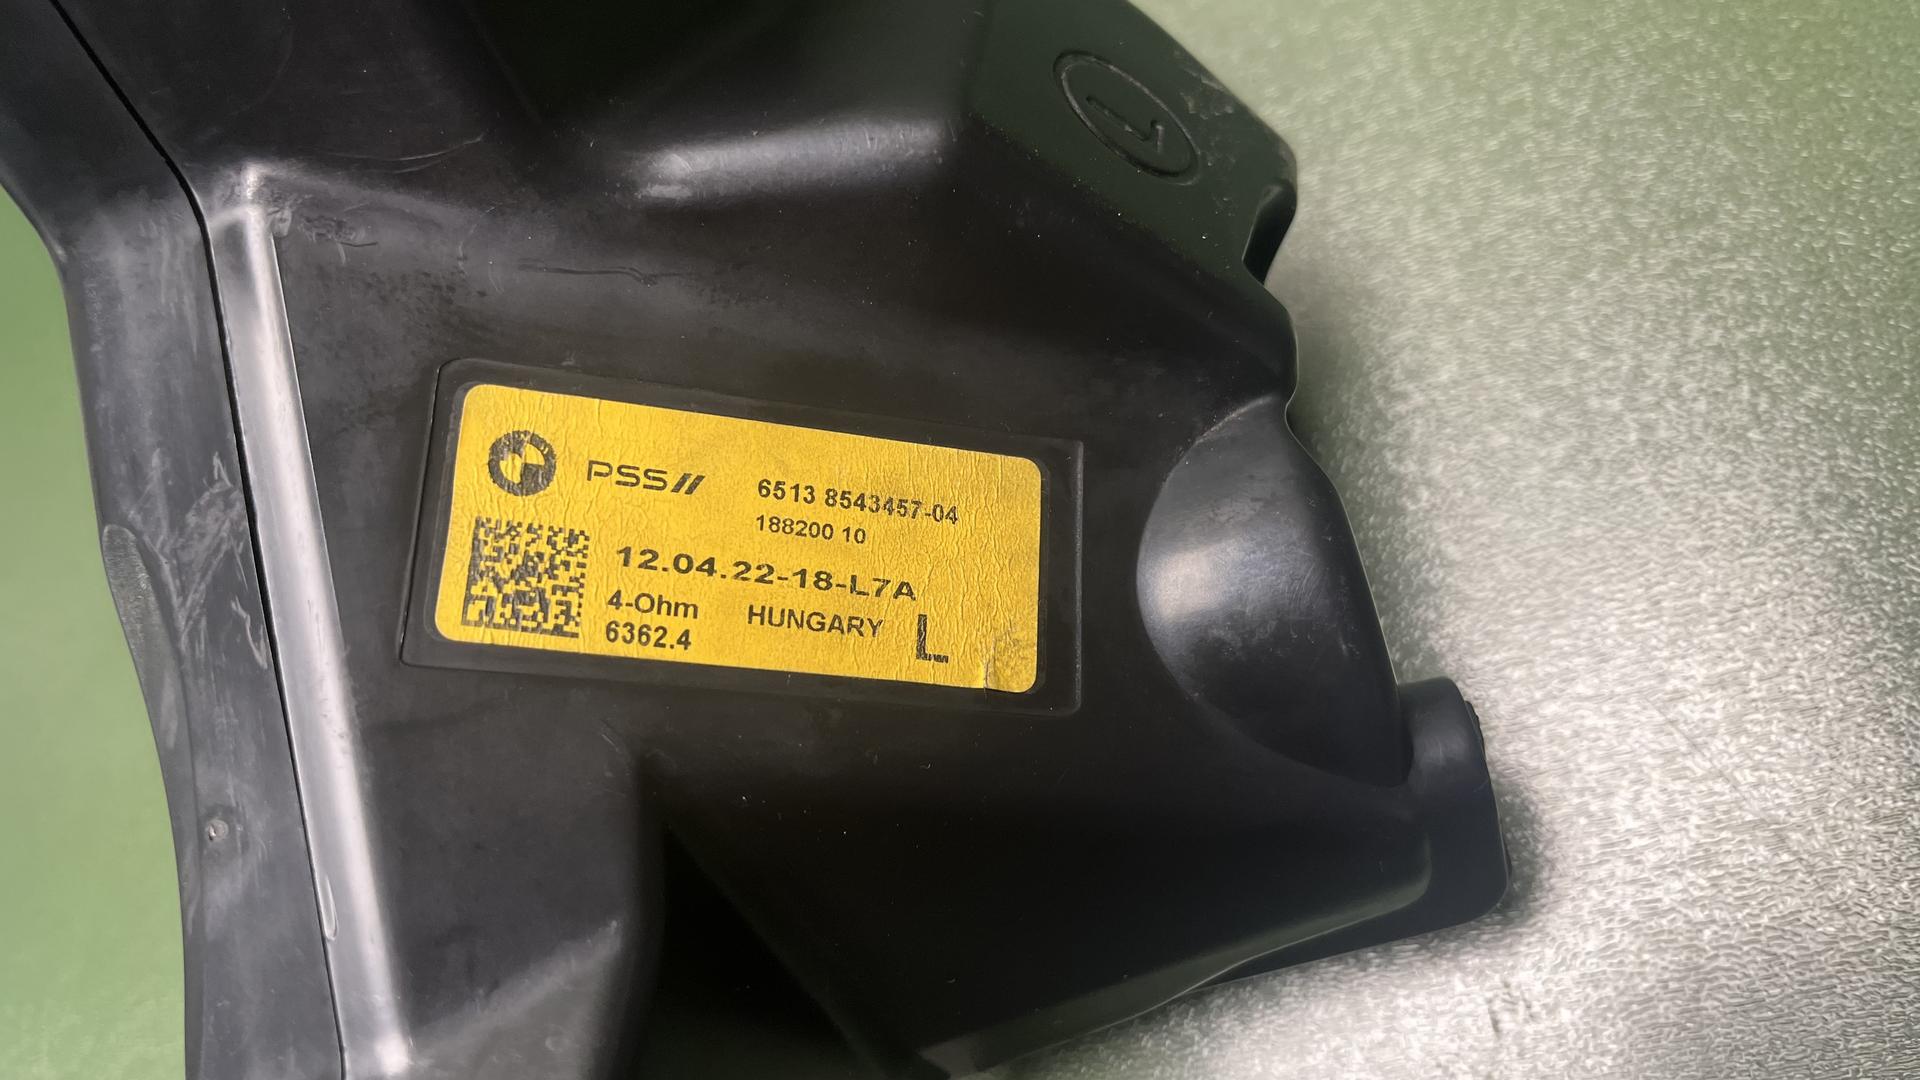 L
PSS//
6513 8543457-04
188200 10
12.04.22-18-L7A
4-Ohm
HUNGARY
6362.4
L